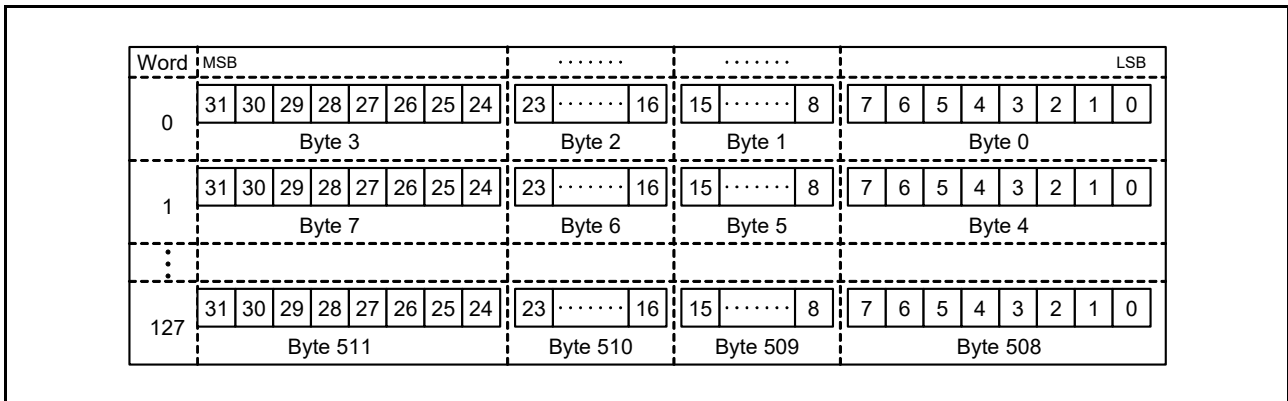 Word MSB ······· ······· LSB
0 31 30 29 28 27 26 25 24 23 ······· 16 15 ······· 8 7 6 5 4 3 2 1 0
Byte 3 Byte 2 Byte 1 Byte 0
1 31 30 29 28 27 26 25 24 23 ······· 16 15 ······· 8 7 6 5 4 3 2 1 0
Byte 7 Byte 6 Byte 5 Byte 4
⋮
127 31 30 29 28 27 26 25 24 23 ······· 16 15 ······· 8 7 6 5 4 3 2 1 0
Byte 511 Byte 510 Byte 509 Byte 508